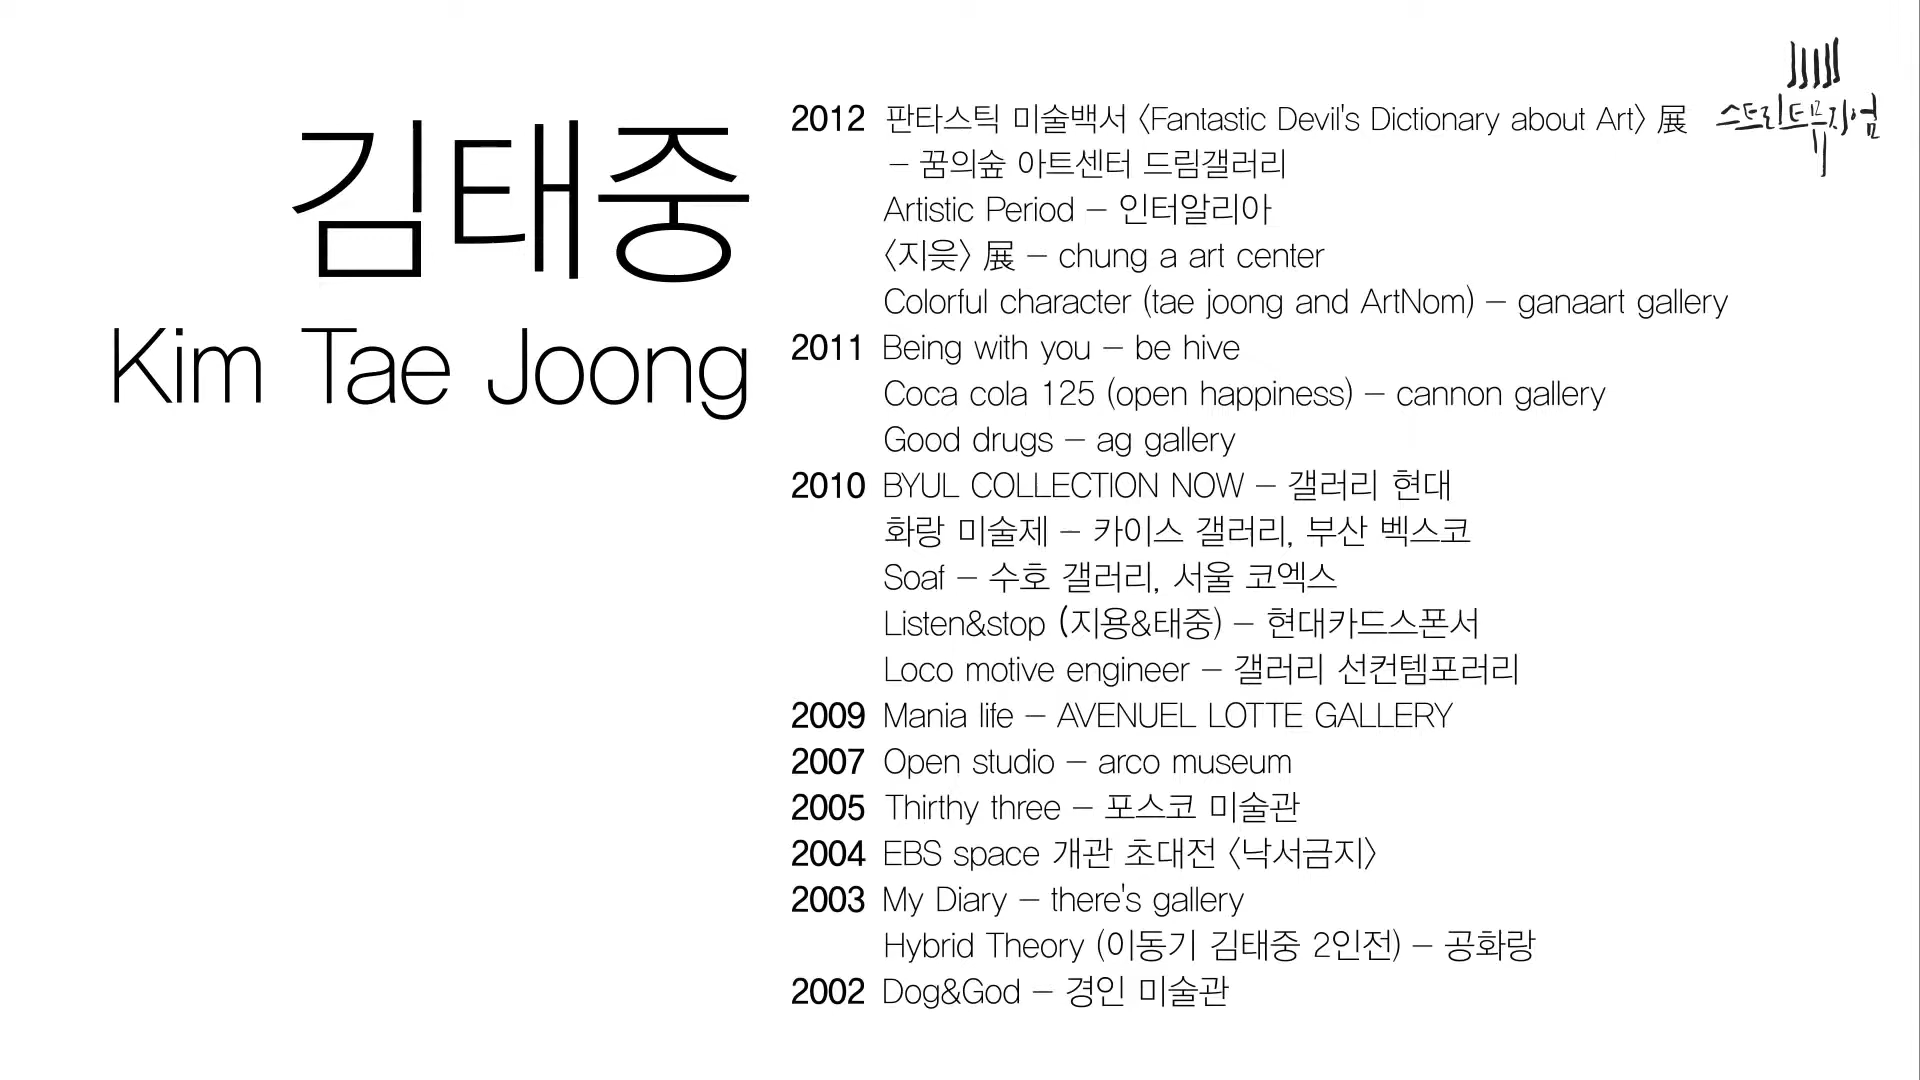 김태중
Kim Tae Joong
2012 판타스틱 미술백서 〈Fantastic Devil's Dictionary about Art〉 展
– 꿈의숲 아트센터 드림갤러리
Artistic Period – 인터알리아
〈지읒〉 展 – chung a art center
Colorful character (tae joong and ArtNom) – ganaart gallery
2011 Being with you – be hive
Coca cola 125 (open happiness) – cannon gallery
Good drugs – ag gallery
2010 BYUL COLLECTION NOW – 갤러리 현대
화랑 미술제 – 카이스 갤러리, 부산 벡스코
Soaf – 수호 갤러리, 서울 코엑스
Listen&stop (지용&태중) – 현대카드스폰서
Loco motive engineer – 갤러리 선컨템포러리
2009 Mania life – AVENUEL LOTTE GALLERY
2007 Open studio – arco museum
2005 Thirthy three – 포스코 미술관
2004 EBS space 개관 초대전 〈낙서금지〉
2003 My Diary – there's gallery
Hybrid Theory (이동기 김태중 2인전) – 공화랑
2002 Dog&God – 경인 미술관
스트리트뮤지엄